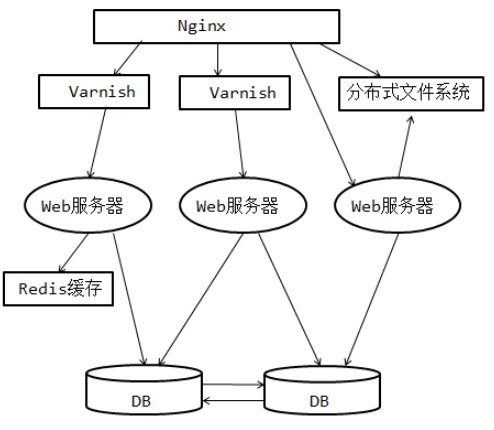 Nginx
Varnish
Varnish
分布式文件系统
Web服务器
Web服务器
Web服务器
Redis缓存
DB
DB